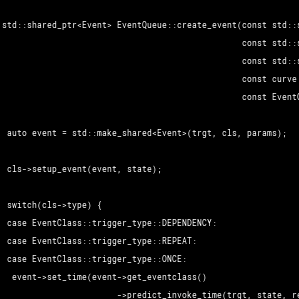 std::shared_ptr<Event> EventQueue::create_event(const std::
const std::
const std::
const curve
const
auto event = std::make_shared<Event>(trgt, cls, params);
cls->setup_event(event, state);
switch(cls->type) {
case EventClass::trigger_type::DEPENDENCY:
case EventClass::trigger_type::REPEAT:
case EventClass::trigger_type::ONCE:
event->set_time(event->get_eventclass()
->predict_invoke_time(trgt, state,